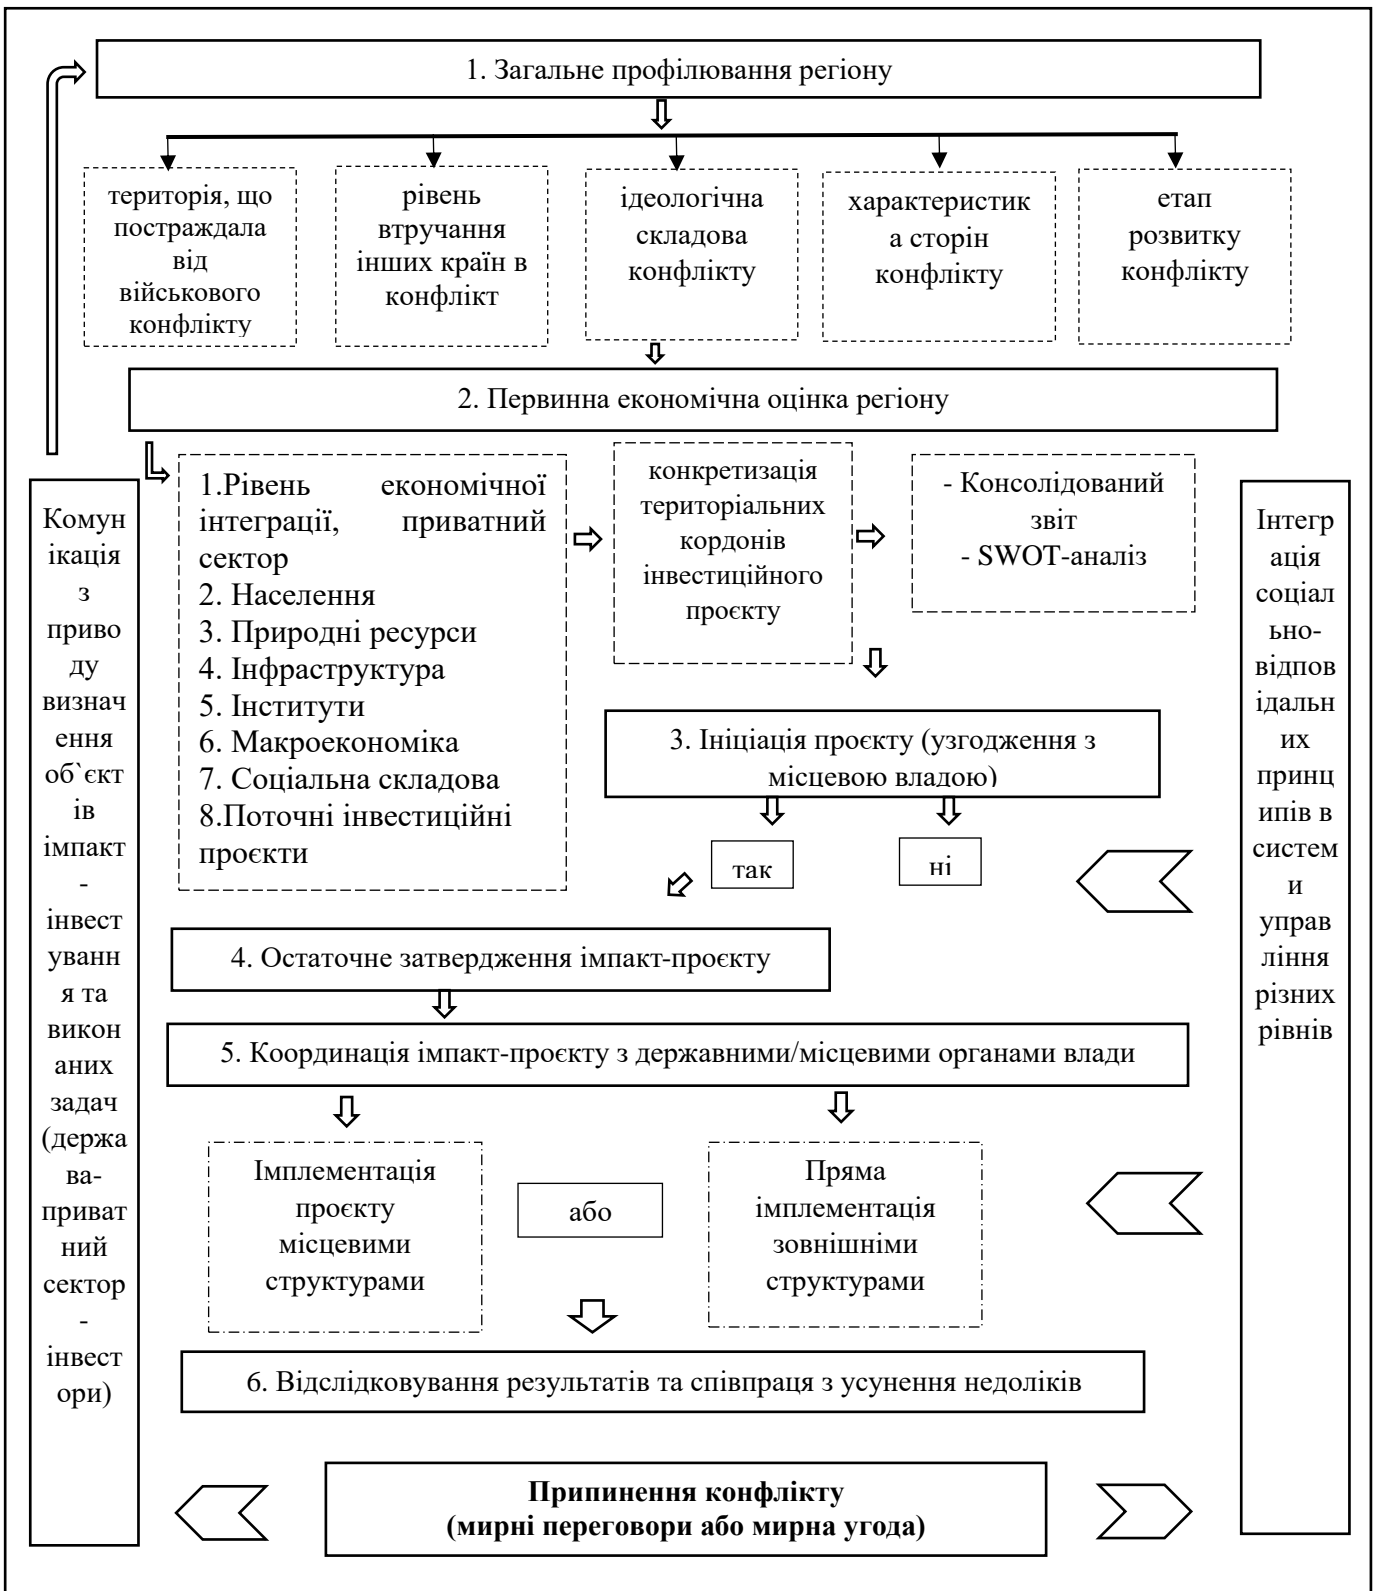 1. Загальне профілювання регіону
територія, що
постраждала
від
військового
конфлікту
рівень
втручання
інших країн в
конфлікт
ідеологічна
складова
конфлікту
характеристик
а сторін
конфлікту
етап
розвитку
конфлікту
2. Первинна економічна оцінка регіону
Комун
ікація
з
приво
ду
визнач
ення
об`єкт
ів
імпакт
-
інвест
уванн
я та
викон
аних
задач
(держа
ва-
приват
ний
сектор
-
інвест
ори)
1.Рівень економічної
інтеграції, приватний
сектор
2. Населення
3. Природні ресурси
4. Інфраструктура
5. Інститути
6. Макроекономіка
7. Соціальна складова
8.Поточні інвестиційні
проєкти
конкретизація
територіальних
кордонів
інвестиційного
проєкту
- Консолідований
звіт
- SWOT-аналіз
Інтегр
ація
соціал
ьно-
відпов
ідальн
их
принц
ипів в
систем
и
управ
ління
різних
рівнів
3. Ініціація проєкту (узгодження з
місцевою владою)
так
ні
4. Остаточне затвердження імпакт-проєкту
5. Координація імпакт-проєкту з державними/місцевими органами влади
Імплементація
проєкту
місцевими
структурами
або
Пряма
імплементація
зовнішніми
структурами
6. Відслідковування результатів та співпраця з усунення недоліків
Припинення конфлікту
(мирні переговори або мирна угода)